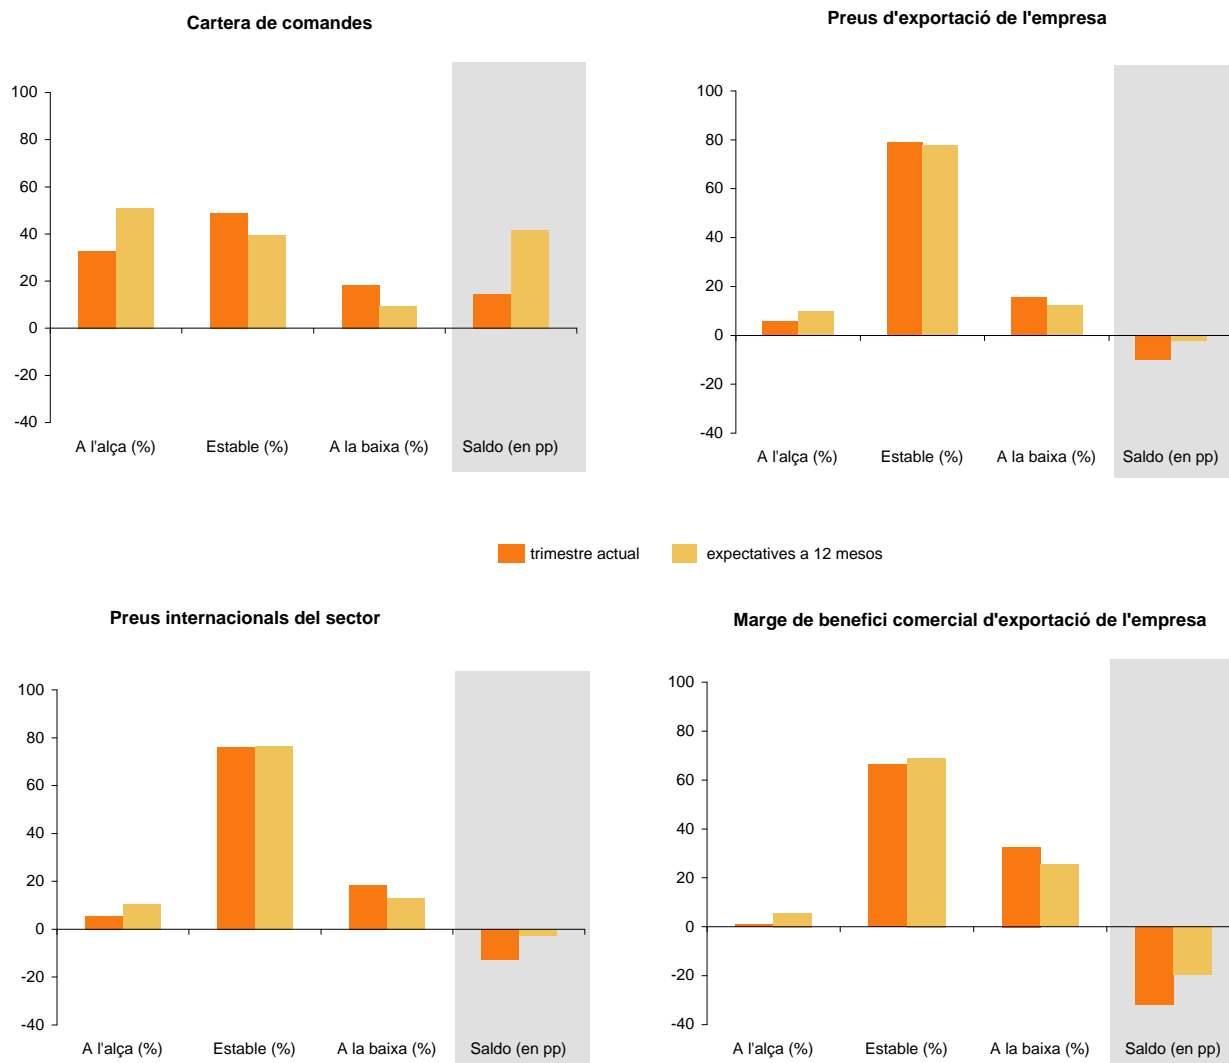 Cartera de comandes
100
80
60
40
20
0
-20
-40
A l'alça (%)
Estable (%)
A la baixa (%)
Saldo (en pp)
Preus d'exportació de l'empresa
100
80
60
40
20
0
-20
-40
A l'alça (%)
Estable (%)
A la baixa (%)
Saldo (en pp)
trimestre actual
expectatives a 12 mesos
Preus internacionals del sector
100
80
60
40
20
0
-20
-40
A l'alça (%)
Estable (%)
A la baixa (%)
Saldo (en pp)
Marge de benefici comercial d'exportació de l'empresa
100
80
60
40
20
0
-20
-40
A l'alça (%)
Estable (%)
A la baixa (%)
Saldo (en pp)